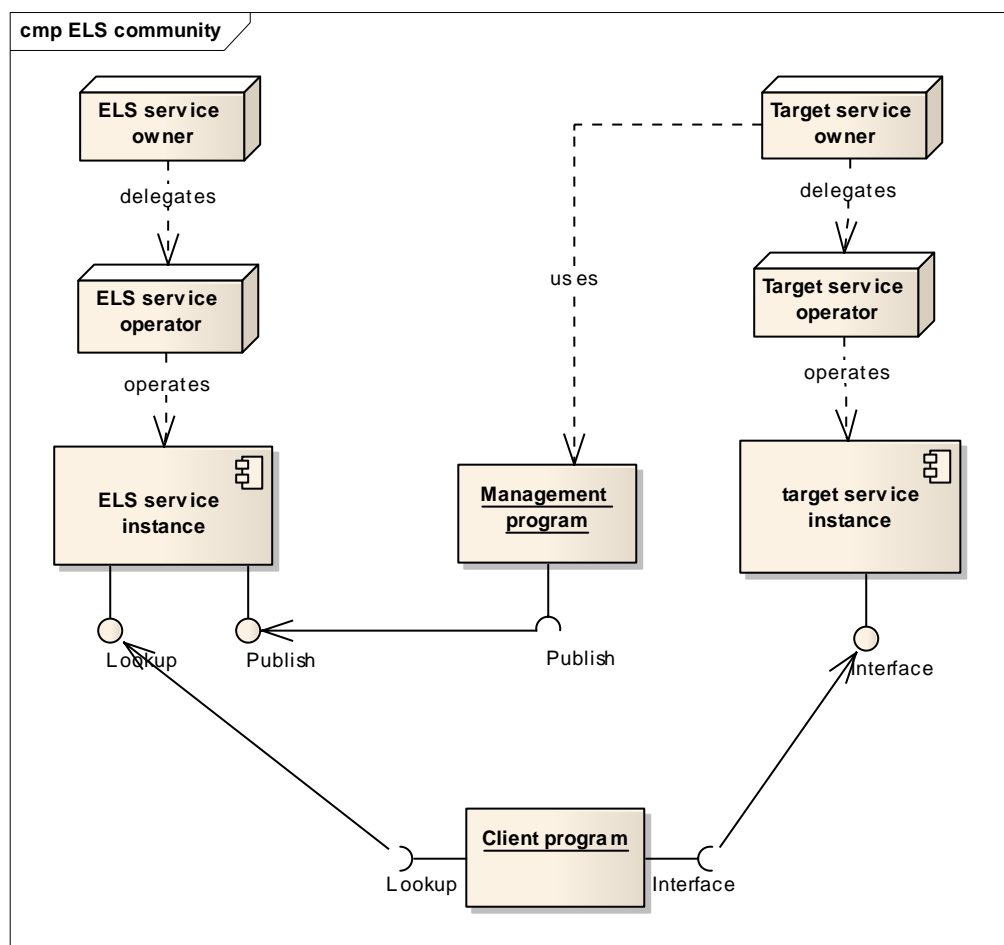 cmp ELS community
ELS service
owner
Target service
owner
delegates
delegates
ELS service
operator
uses
Target service
operator
operates
operates
ELS service
instance
Management
program
target service
instance
Lookup
Publish
Publish
Interface
Client program
Lookup
Interface